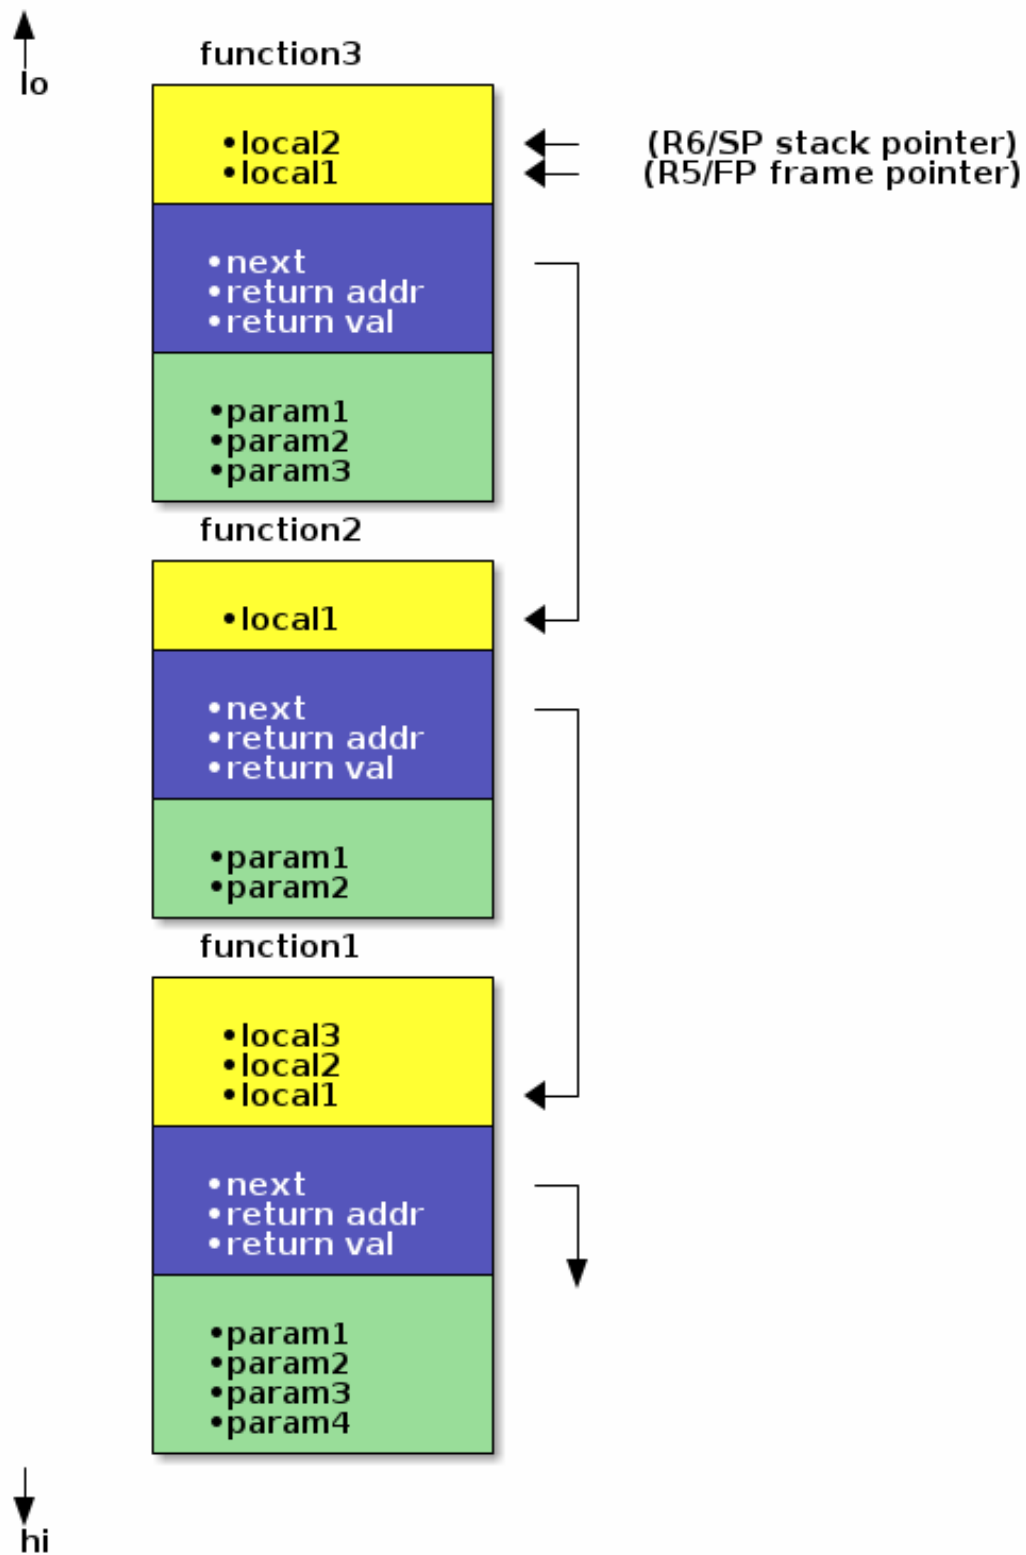 lo
function3
•local2
(R6/SP stack pointer)
•local1
(R5/FP frame pointer)
•next
•return addr
•return val
•param1
•param2
•param3
function2
•local1
•next
•return addr
•return val
•param1
•param2
function1
•local3
•local2
•local1
•next
•return addr
•return val
•param1
•param2
•param3
•param4
hi